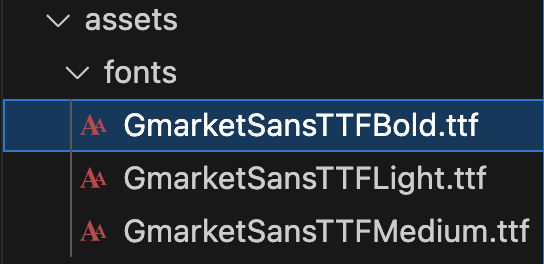 assets
fonts
GmarketSansTTFBold.ttf
GmarketSansTTFLight.ttf
GmarketSansTTFMedium.ttf